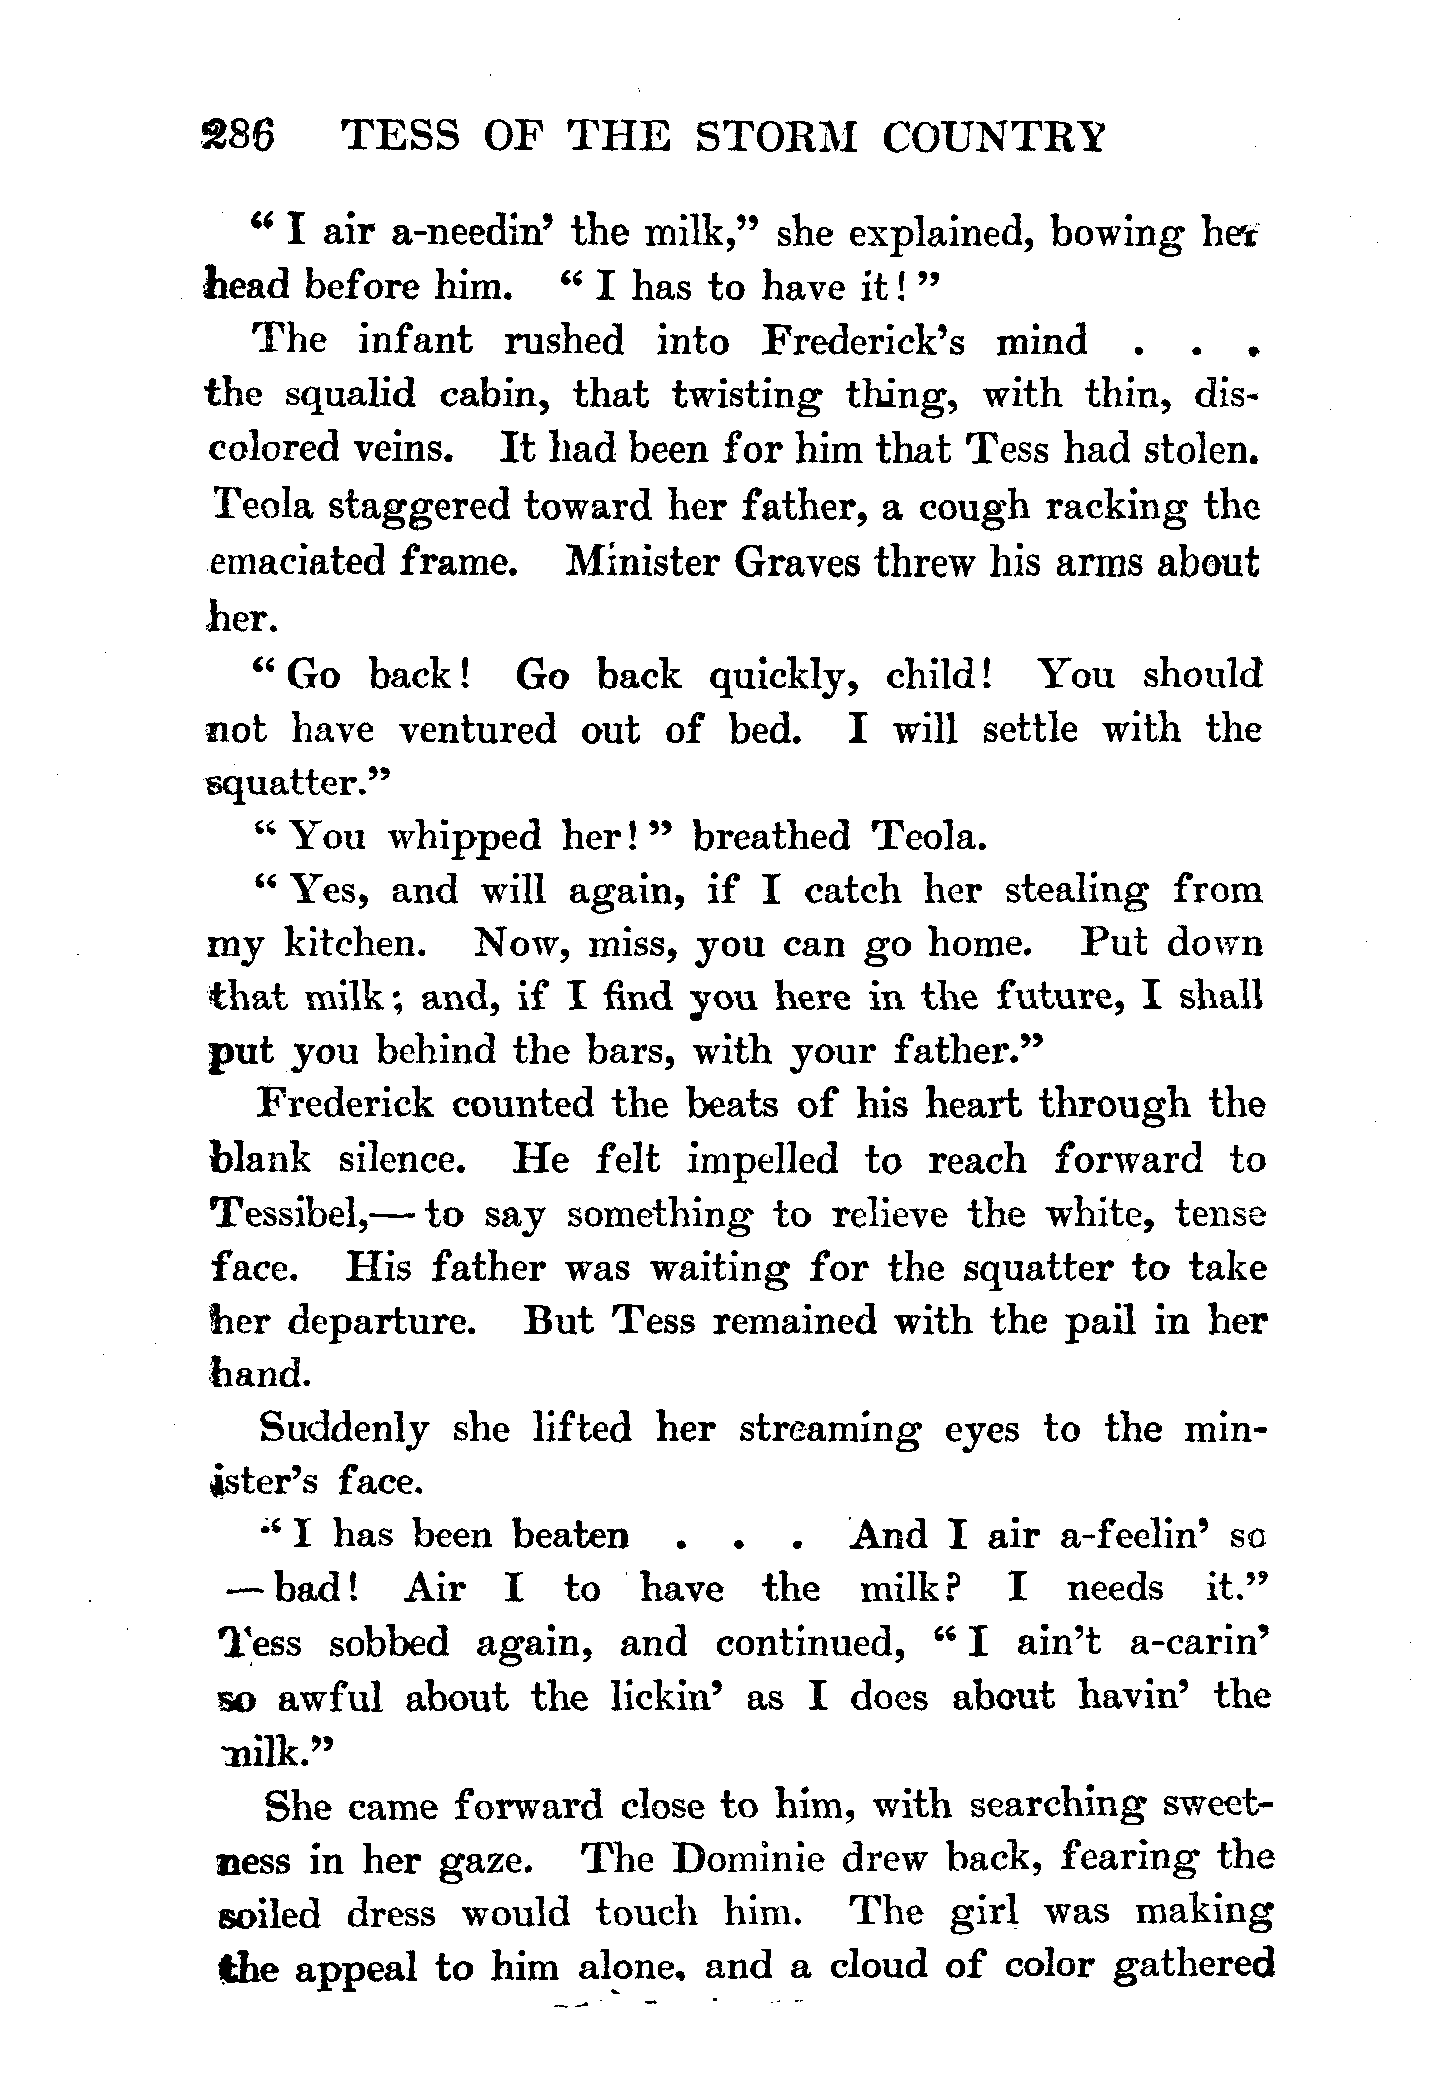 286 TESS OF THE STORM COUNTRY
“ I air a-needin’ the milk,” she explained, bowing her
head before him. “ I has to have it! ”
The infant rushed into Frederick’s mind . . .
the squalid cabin, that twisting thing, with thin, dis-
colored veins. It had been for him that Tess had stolen.
Teola staggered toward her father, a cough racking the
emaciated frame. Minister Graves threw his arms about
her.
“ Go back! Go back quickly, child! You should
not have ventured out of bed. I will settle with the
squatter.”
“ You whipped her! ” breathed Teola.
“ Yes, and will again, if I catch her stealing from
my kitchen. Now, miss, you can go home. Put down
that milk; and, if I find you here in the future, I shall
put you behind the bars, with your father.”
Frederick counted the beats of his heart through the
blank silence. He felt impelled to reach forward to
Tessibel,— to say something to relieve the white, tense
face. His father was waiting for the squatter to take
her departure. But Tess remained with the pail in her
hand.
Suddenly she lifted her streaming eyes to the min-
ister’s face.
“ I has been beaten . . . And I air a-feelin’ so
— bad! Air I to have the milk? I needs it.”
Tess sobbed again, and continued, “ I ain’t a-carin’
so awful about the lickin’ as I does about havin’ the
milk.”
She came forward close to him, with searching sweet-
ness in her gaze. The Dominie drew back, fearing the
soiled dress would touch him. The girl was making
the appeal to him alone, and a cloud of color gathered